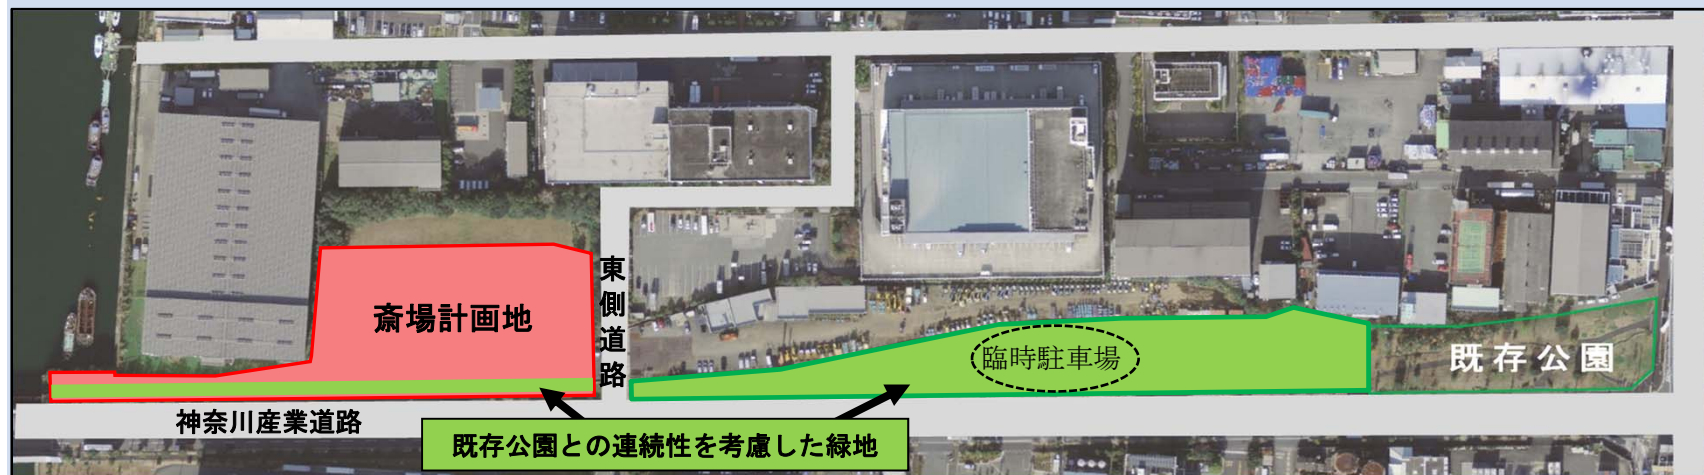 東側道路
斎場計画地
臨時駐車場
既存公園
神奈川産業道路
既存公園との連続性を考慮した緑地